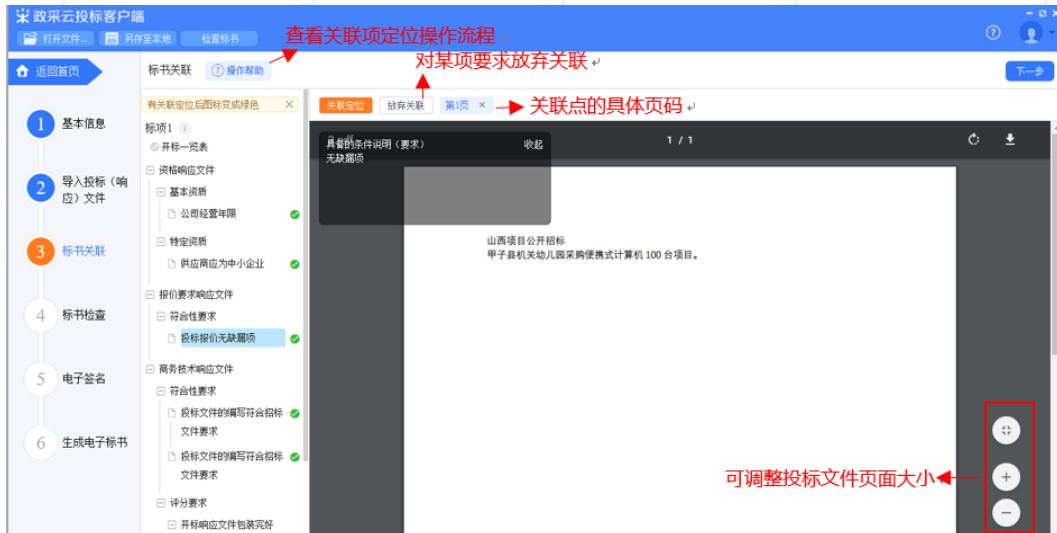 政采云投标客户端
打开文件... 另存至本地 检查标书
查看关联项定位操作流程
返回首页
标书关联 操作帮助
对某项要求放弃关联
下一步
有关联定位后图标变成绿色 ×
关联定位 放弃关联 第1页 ×
关联点的具体页码
1 基本信息
2 导入投标（响
应）文件
3 标书关联
4 标书检查
5 电子签名
6 生成电子标书
标项1
开标一览表
资格响应文件
基本资质
公司经营年限
特定资质
供应商应为中小企业
报价要求响应文件
符合性要求
投标报价无缺漏项
商务技术响应文件
符合性要求
投标文件的编写符合招标
文件要求
投标文件的编写符合招标
文件要求
评分要求
开标响应文件包装完好
具备的条件说明（要求） 收起
无缺漏项
1 / 1
山西项目公开招标
甲子县机关幼儿园采购便携式计算机 100 台项目。
可调整投标文件页面大小